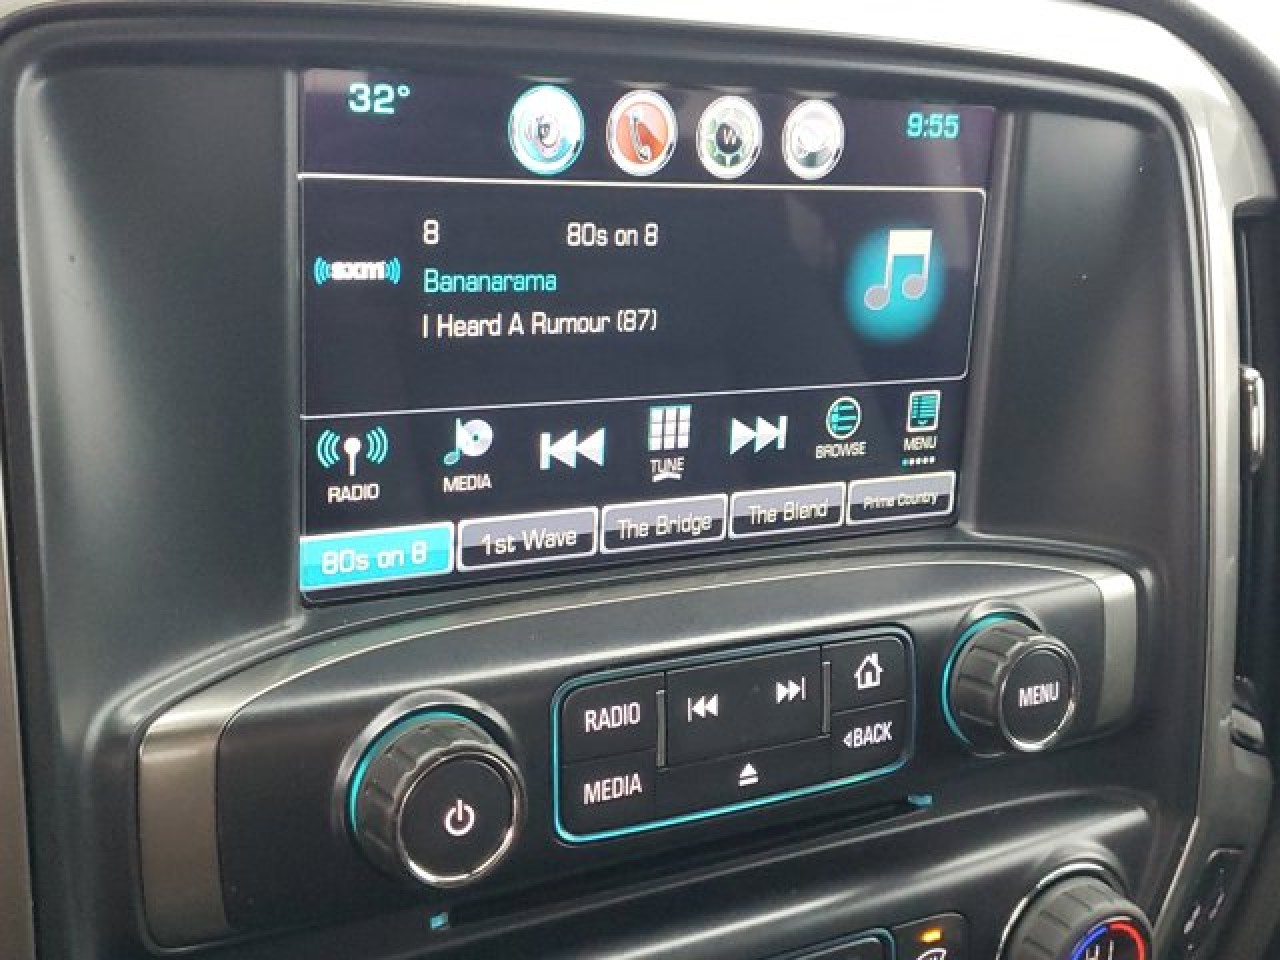 32°
9:55
8 80s on 8
((sxm))
Bananarama
I Heard A Rumour (87)
RADIO
MEDIA
TUNE
BROWSE
MENU
80s on 8
1st Wave
The Bridge
The Blend
Prime Country
RADIO
MEDIA
BACK
MENU